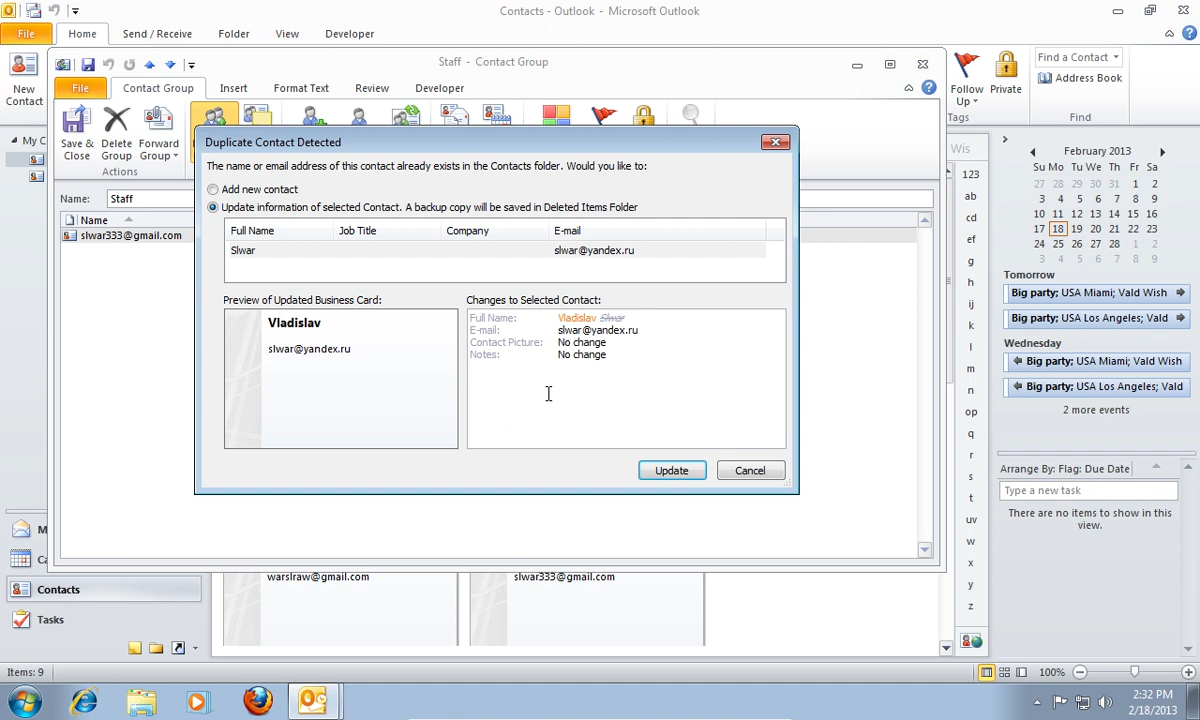 Contacts - Outlook - Microsoft Outlook
File Home Send / Receive Folder View Developer
New Contact
Staff - Contact Group
File Contact Group Insert Format Text Review Developer
Save & Close
Delete Group
Forward Group
Actions
Follow Up
Private
Tags
Find a Contact
Address Book
Find
My C
Name: Staff
Name
slwar333@gmail.com
Duplicate Contact Detected
The name or email address of this contact already exists in the Contacts folder. Would you like to:
Add new contact
Update information of selected Contact. A backup copy will be saved in Deleted Items Folder
Full Name Job Title Company E-mail
Slwar slwar@yandex.ru
Preview of Updated Business Card:
Vladislav
slwar@yandex.ru
Changes to Selected Contact:
Full Name: Vladislav Slwar
E-mail: slwar@yandex.ru
Contact Picture: No change
Notes: No change
Update Cancel
warslraw@gmail.com slwar333@gmail.com
Wis
123
ab
cd
ef
g
h
ij
k
l
m
n
op
q
r
s
t
uv
w
x
y
z
February 2013
Su Mo Tu We Th Fr Sa
27 28 29 30 31 1 2
3 4 5 6 7 8 9
10 11 12 13 14 15 16
17 18 19 20 21 22 23
24 25 26 27 28 1 2
3 4 5 6 7 8 9
Tomorrow
Big party; USA Miami; Vald Wish
Big party; USA Los Angeles; Vald
Wednesday
Big party; USA Miami; Vald Wish
Big party; USA Los Angeles; Vald
2 more events
Arrange By: Flag: Due Date
Type a new task
There are no items to show in this view.
M
Ca
Contacts
Tasks
Items: 9
100%
2:32 PM
2/18/2013